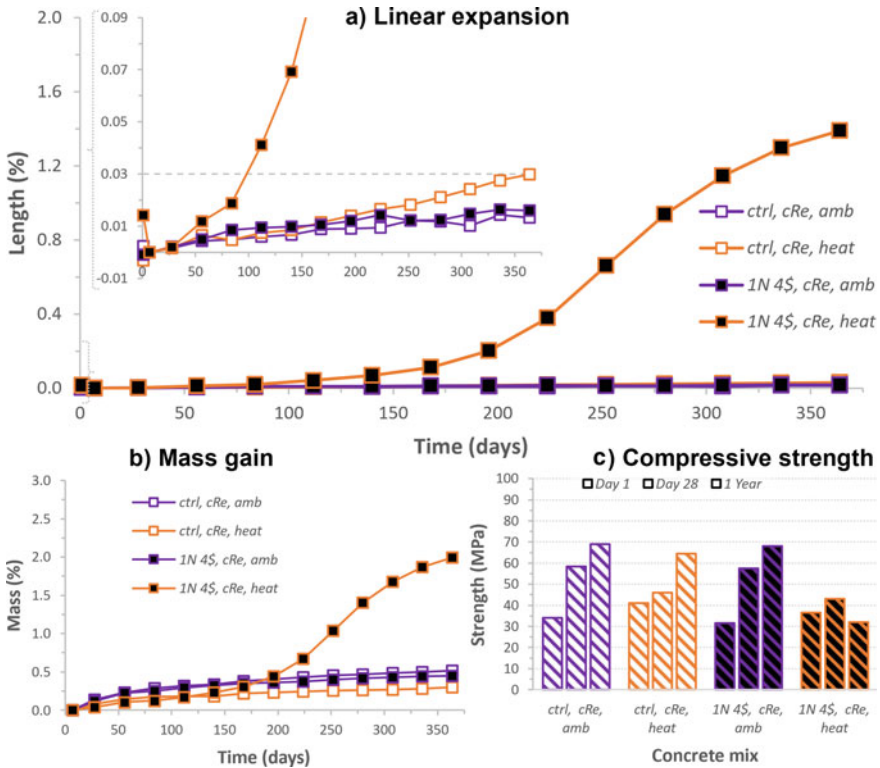 a) Linear expansion
2.0
1.6
1.2
0.8
0.4
0.0
Length (%)
0.09
0.07
0.05
0.03
0.01
-0.01
0 50 100 150 200 250 300 350
ctrl, cRe, amb
ctrl, cRe, heat
1N 4$, cRe, amb
1N 4$, cRe, heat
0 50 100 150 200 250 300 350
Time (days)
b) Mass gain
3.0
2.5
2.0
1.5
1.0
0.5
0.0
Mass (%)
ctrl, cRe, amb
ctrl, cRe, heat
1N 4$, cRe, amb
1N 4$, cRe, heat
0 50 100 150 200 250 300 350
Time (days)
c) Compressive strength
Day 1 Day 28 1 Year
100
90
80
70
60
50
40
30
20
10
0
Strength (MPa)
ctrl, cRe, amb
ctrl, cRe, heat
1N 4$, cRe, amb
1N 4$, cRe, heat
Concrete mix